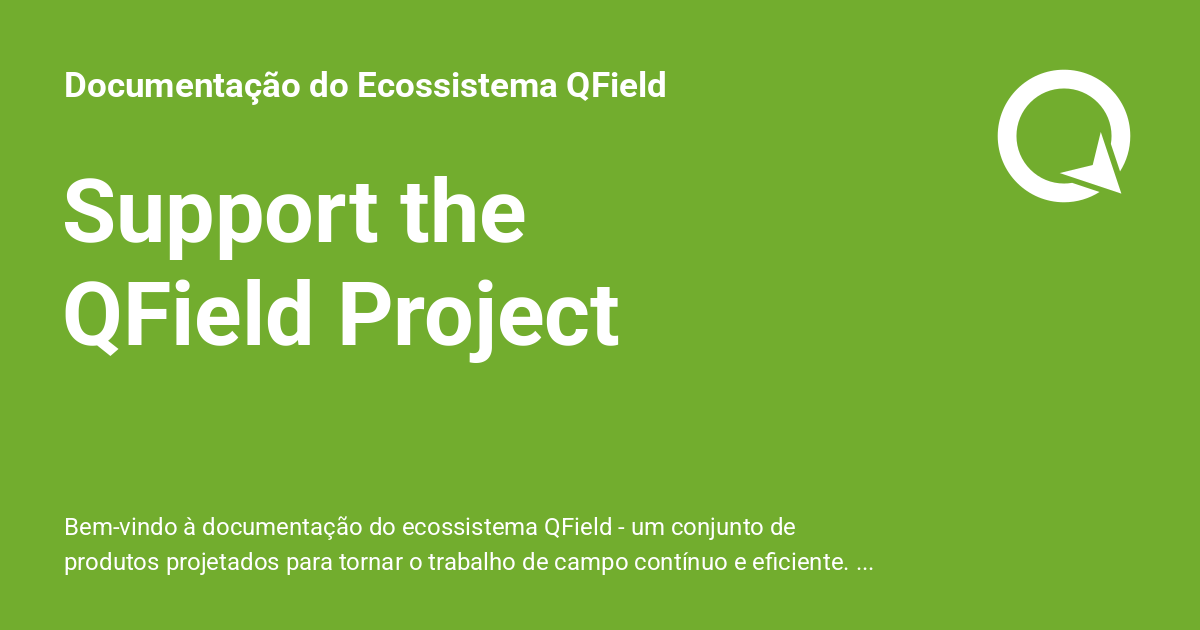 Documentação do Ecossistema QField
Support the
QField Project
Bem-vindo à documentação do ecossistema QField - um conjunto de
produtos projetados para tornar o trabalho de campo contínuo e eficiente. ...